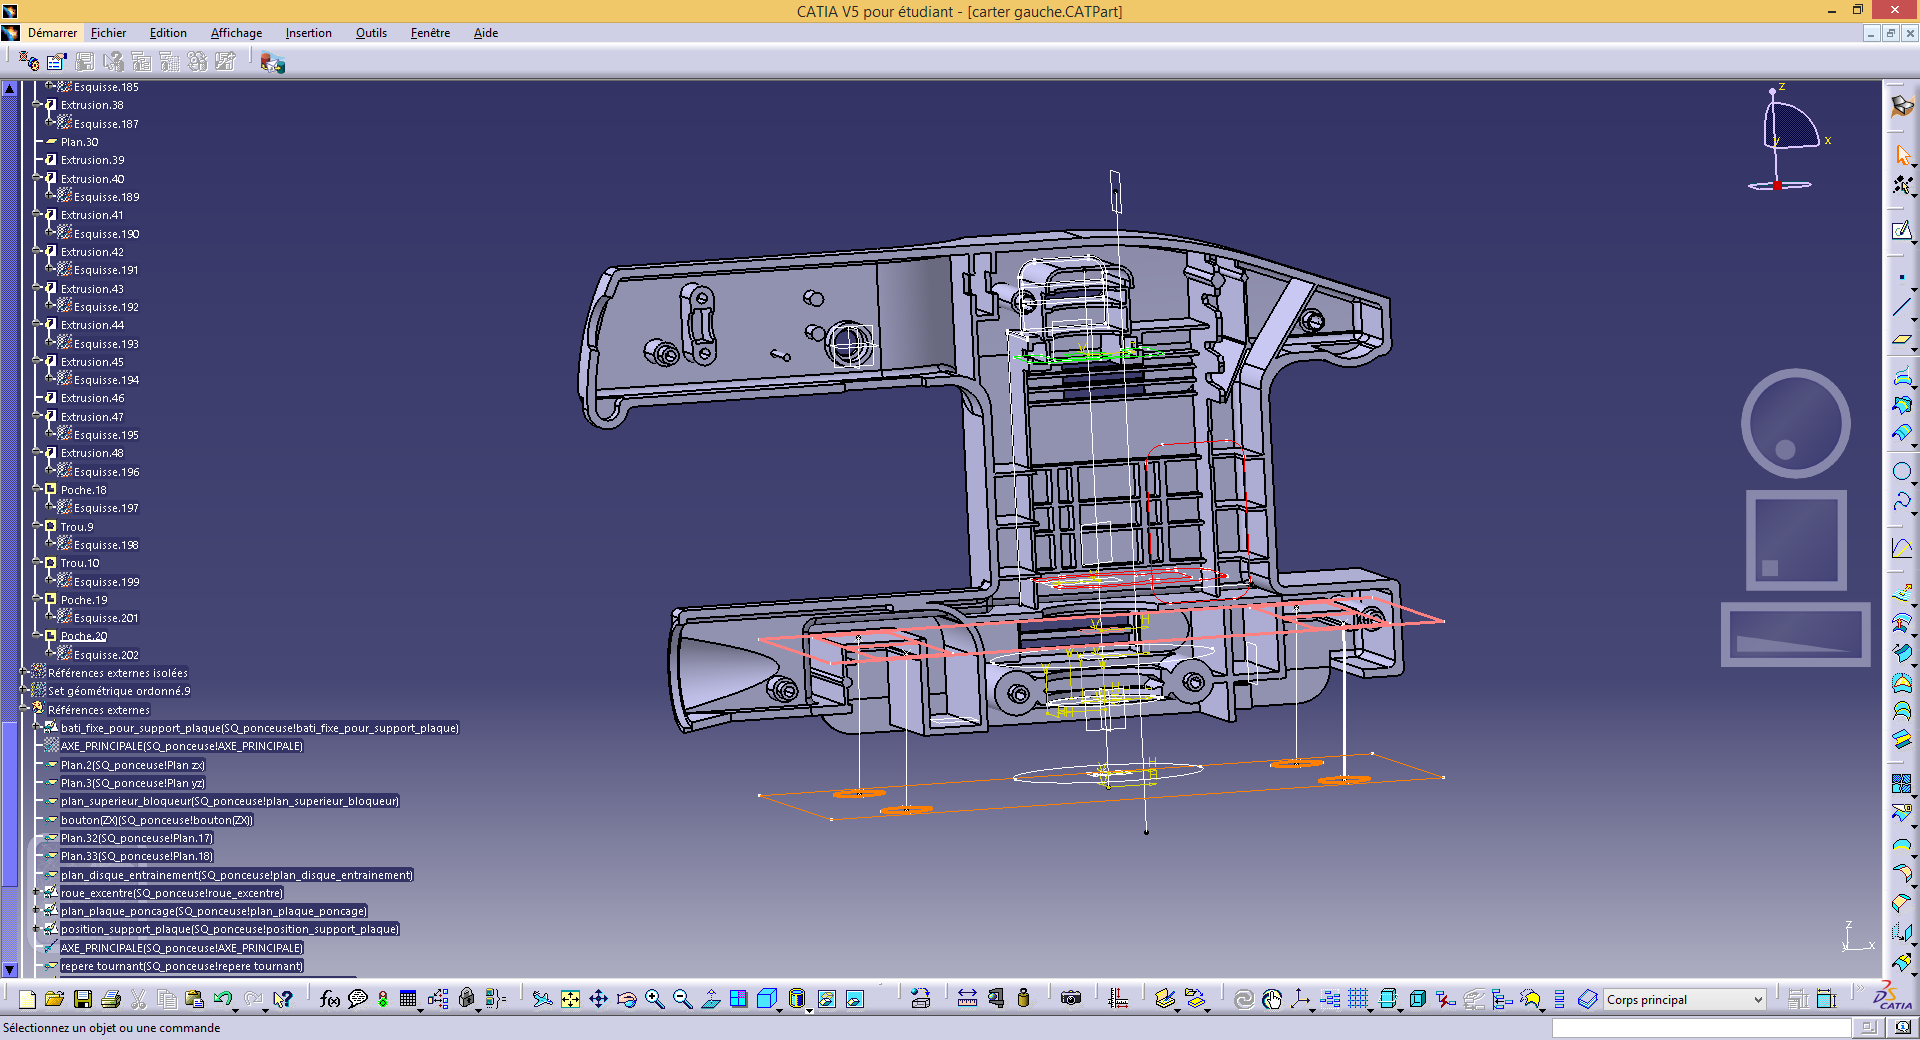 CATIA V5 pour étudiant - [carter gauche.CATPart]
Démarrer Fichier Edition Affichage Insertion Outils Fenêtre Aide
Esquisse.185
Extrusion.38
Esquisse.187
Plan.30
Extrusion.39
Extrusion.40
Esquisse.189
Extrusion.41
Esquisse.190
Extrusion.42
Esquisse.191
Extrusion.43
Esquisse.192
Extrusion.44
Esquisse.193
Extrusion.45
Esquisse.194
Extrusion.46
Extrusion.47
Esquisse.195
Extrusion.48
Esquisse.196
Poche.18
Esquisse.197
Trou.9
Esquisse.198
Trou.10
Esquisse.199
Poche.19
Esquisse.201
Poche.20
Esquisse.202
Références externes isolées
Set géométrique ordonné.9
Références externes
bati_fixe_pour_support_plaque(SQ_ponceuse!bati_fixe_pour_support_plaque)
AXE_PRINCIPALE(SQ_ponceuse!AXE_PRINCIPALE)
Plan.2(SQ_ponceuse!Plan zx)
Plan.3(SQ_ponceuse!Plan yz)
plan_superieur_bloqueur(SQ_ponceuse!plan_superieur_bloqueur)
bouton(ZX)(SQ_ponceuse!bouton(ZX))
Plan.32(SQ_ponceuse!Plan.17)
Plan.33(SQ_ponceuse!Plan.18)
plan_disque_entrainement(SQ_ponceuse!plan_disque_entrainement)
roue_excentre(SQ_ponceuse!roue_excentre)
plan_plaque_poncage(SQ_ponceuse!plan_plaque_poncage)
position_support_plaque(SQ_ponceuse!position_support_plaque)
AXE_PRINCIPALE(SQ_ponceuse!AXE_PRINCIPALE)
repere tournant(SQ_ponceuse!repere tournant)
z
x
y
z
y x
f(x)
Corps principal
CATIA
Sélectionnez un objet ou une commande